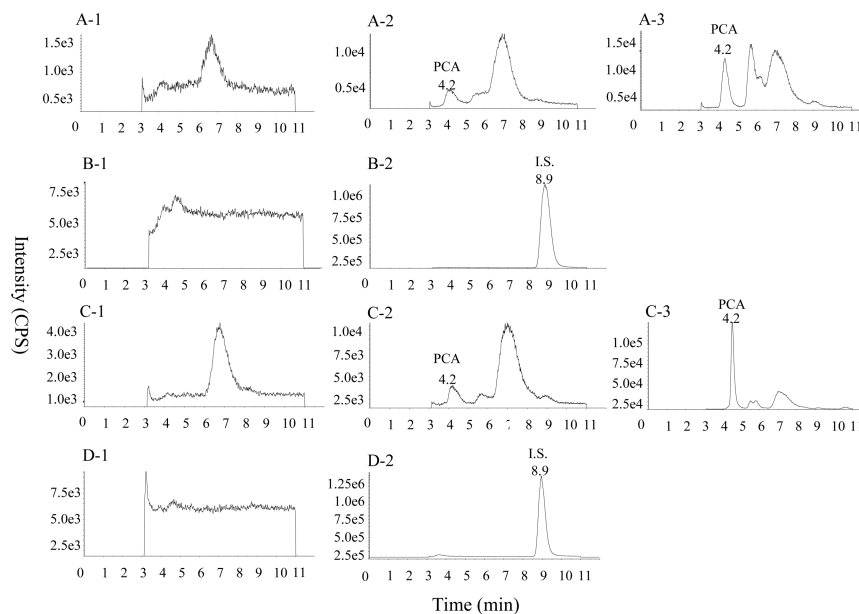 A-1
1.5e3
1.0e3
0.5e3
0 1 2 3 4 5 6 7 8 9 10 11
A-2
PCA
4.2
1.0e4
0.5e4
0 1 2 3 4 5 6 7 8 9 10 11
A-3
PCA
4.2
1.5e4
1.0e4
0.5e4
0 1 2 3 4 5 6 7 8 9 10 11
B-1
7.5e3
5.0e3
2.5e3
0 1 2 3 4 5 6 7 8 9 10 11
B-2
I.S.
8.9
1.0e6
7.5e5
5.0e5
2.5e5
0 1 2 3 4 5 6 7 8 9 10 11
Intensity (CPS)
C-1
4.0e3
3.0e3
2.0e3
1.0e3
0 1 2 3 4 5 6 7 8 9 10 11
C-2
PCA
4.2
1.0e4
7.5e3
5.0e3
2.5e3
0 1 2 3 4 5 6 7 8 9 10 11
C-3
PCA
4.2
1.0e5
7.5e4
5.0e4
2.5e4
0 1 2 3 4 5 6 7 8 9 10 11
D-1
7.5e3
5.0e3
2.5e3
0 1 2 3 4 5 6 7 8 9 10 11
D-2
I.S.
8.9
1.25e6
1.0e6
7.5e5
5.0e5
2.5e5
0 1 2 3 4 5 6 7 8 9 10 11
Time (min)